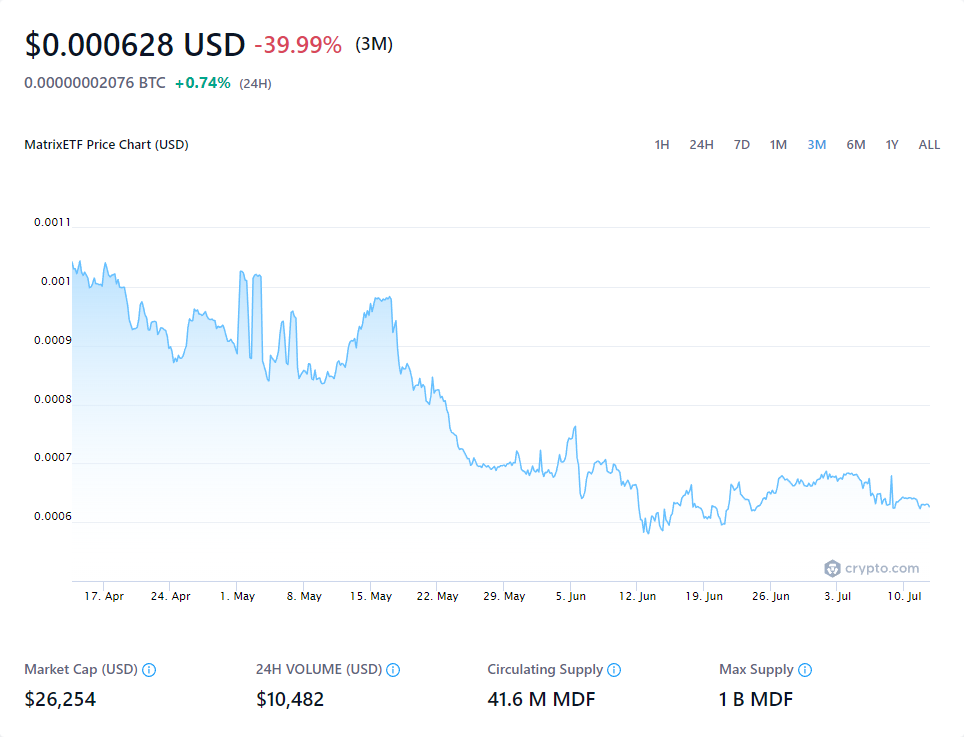 $0.000628 USD -39.99% (3M)
0.00000002076 BTC +0.74% (24H)
MatrixETF Price Chart (USD) 1H 24H 7D 1M 3M 6M 1Y ALL
0.0011
0.001
0.0009
0.0008
0.0007
0.0006
crypto.com
17. Apr 24. Apr 1. May 8. May 15. May 22. May 29. May 5. Jun 12. Jun 19. Jun 26. Jun 3. Jul 10. Jul
Market Cap (USD) 24H VOLUME (USD) Circulating Supply Max Supply
$26,254 $10,482 41.6 M MDF 1 B MDF